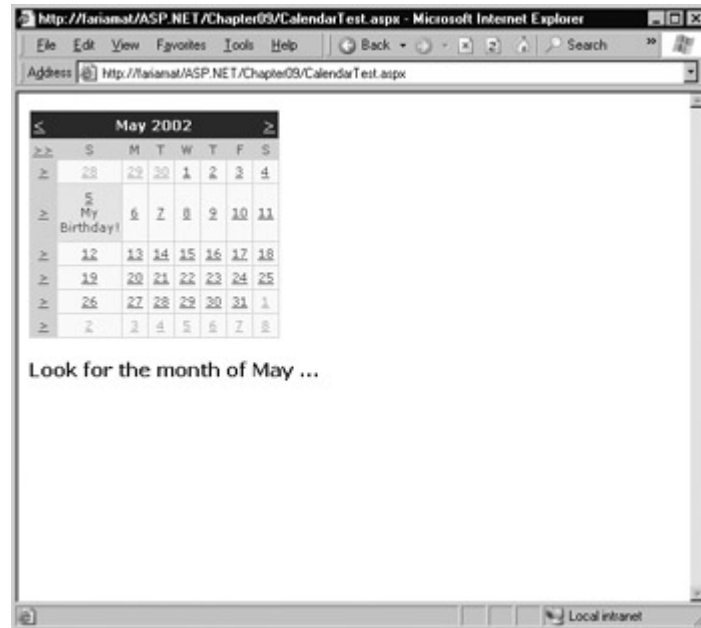 http://fariamat/ASP.NET/Chapter09/CalendarTest.aspx - Microsoft Internet Explorer
File Edit View Favorites Tools Help Back Search »
Address http://fariamat/ASP.NET/Chapter09/CalendarTest.aspx
< May 2002 >
>> S M T W T F S
> 28 29 30 1 2 3 4
> 5 My Birthday! 6 7 8 9 10 11
> 12 13 14 15 16 17 18
> 19 20 21 22 23 24 25
> 26 27 28 29 30 31 1
> 2 3 4 5 6 7 8
Look for the month of May ...
Local intranet